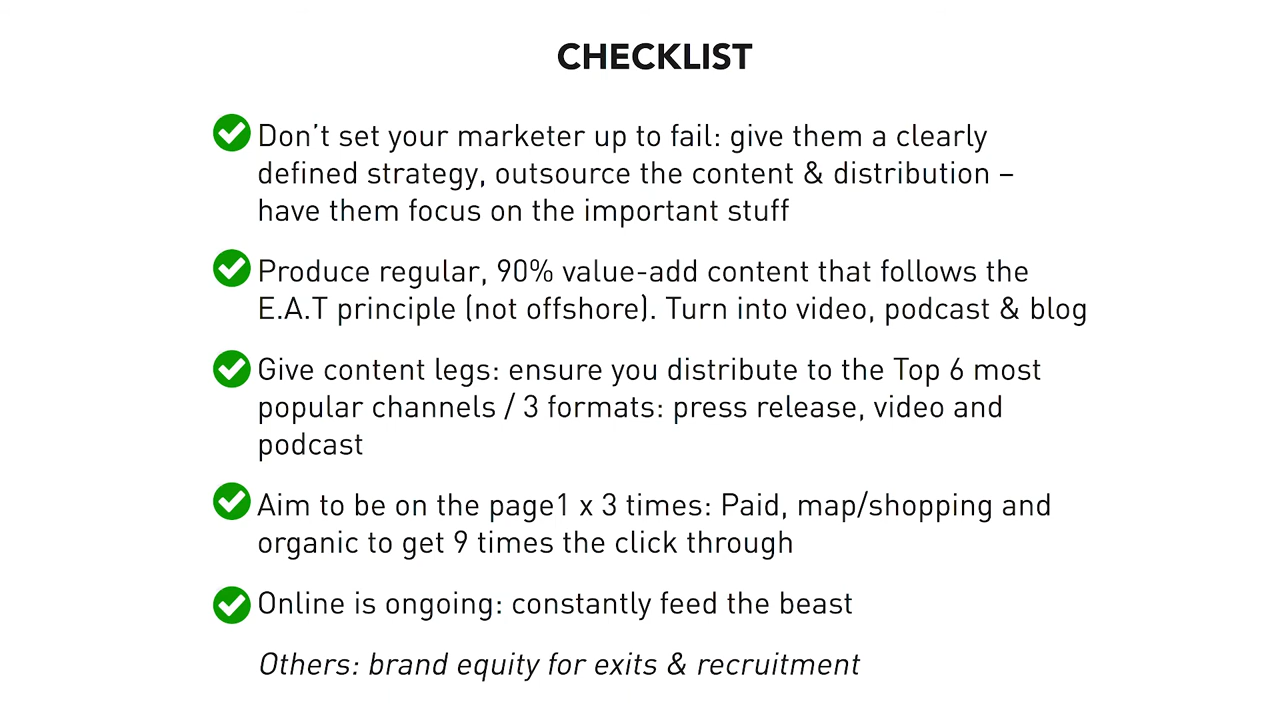 CHECKLIST
Don’t set your marketer up to fail: give them a clearly
defined strategy, outsource the content & distribution –
have them focus on the important stuff
Produce regular, 90% value-add content that follows the
E.A.T principle (not offshore). Turn into video, podcast & blog
Give content legs: ensure you distribute to the Top 6 most
popular channels / 3 formats: press release, video and
podcast
Aim to be on the page1 x 3 times: Paid, map/shopping and
organic to get 9 times the click through
Online is ongoing: constantly feed the beast
Others: brand equity for exits & recruitment